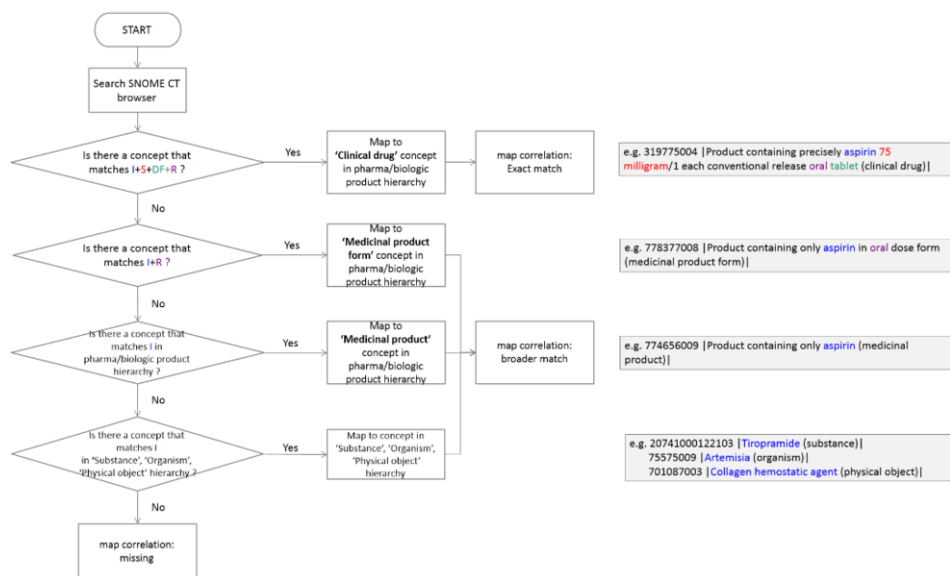 START
Search SNOME CT
browser
Is there a concept that
matches I+S+DF+R ?
Yes
Map to
'Clinical drug' concept
in pharma/biologic
product hierarchy
map correlation:
Exact match
e.g. 319775004 |Product containing precisely aspirin 75
milligram/1 each conventional release oral tablet (clinical drug)|
No
Is there a concept that
matches I+R ?
Yes
Map to
'Medicinal product
form' concept in
pharma/biologic
product hierarchy
e.g. 778377008 |Product containing only aspirin in oral dose form
(medicinal product form)|
No
Is there a concept that
matches I in
pharma/biologic product
hierarchy ?
Yes
Map to
'Medicinal product'
concept in
pharma/biologic
product hierarchy
map correlation:
broader match
e.g. 774656009 |Product containing only aspirin (medicinal
product)|
No
Is there a concept that
matches I
in 'Substance', 'Organism',
'Physical object' hierarchy ?
Yes
Map to concept in
'Substance', 'Organism',
'Physical object'
hierarchy
e.g. 20741000122103 |Tiropramide (substance)|
75575009 |Artemisia (organism)|
701087003 |Collagen hemostatic agent (physical object)|
No
map correlation:
missing